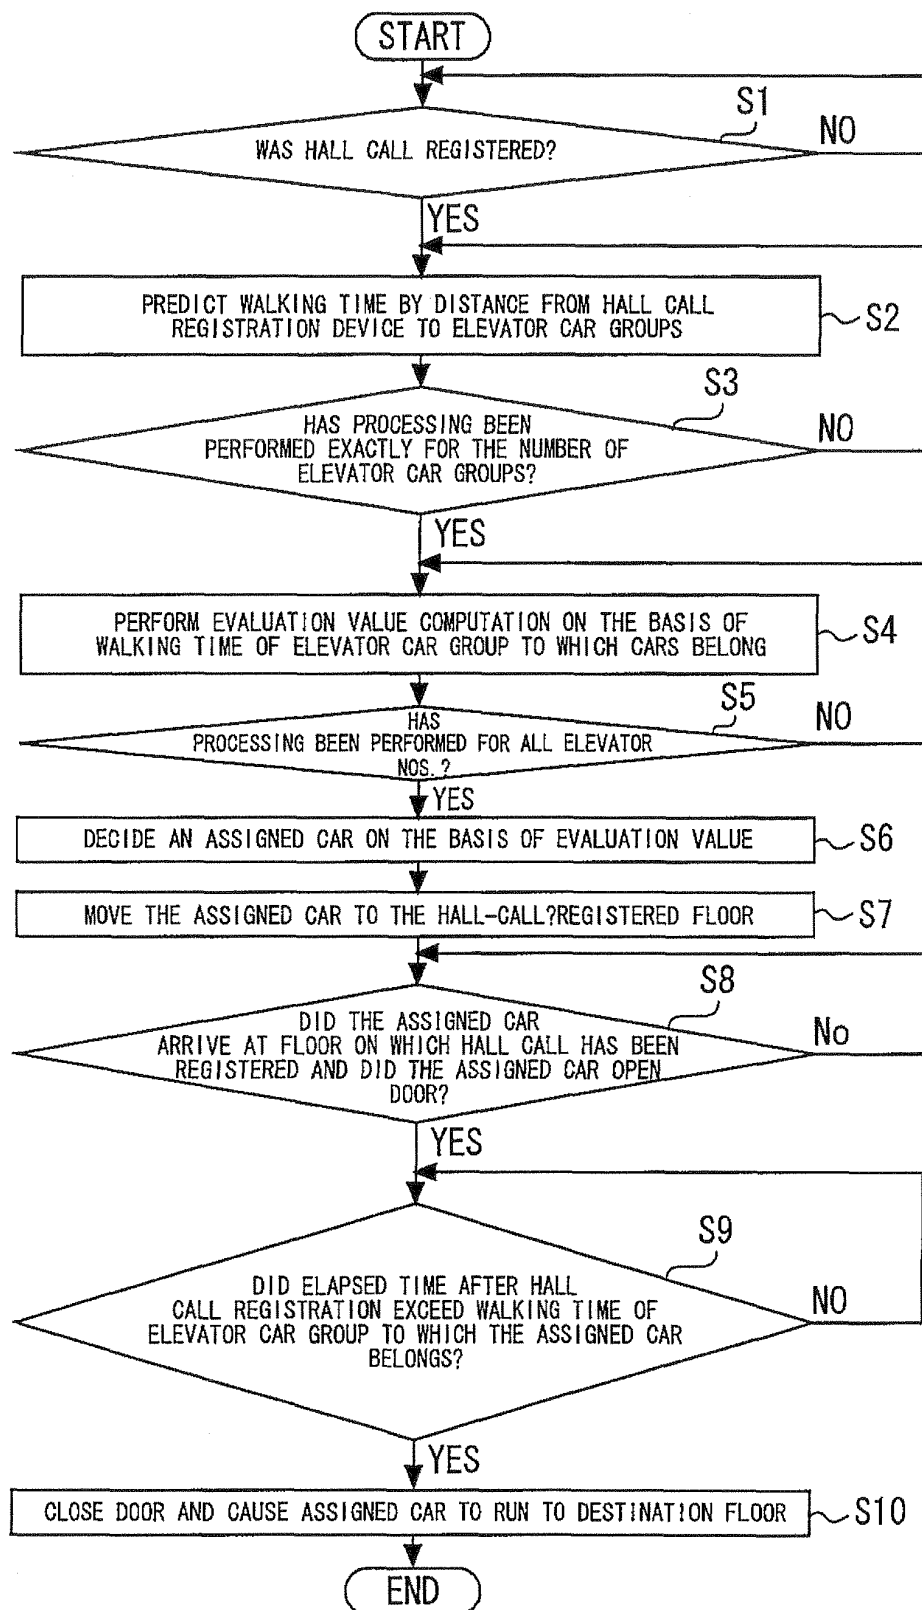 START
S1
WAS HALL CALL REGISTERED?
NO
YES
PREDICT WALKING TIME BY DISTANCE FROM HALL CALL
REGISTRATION DEVICE TO ELEVATOR CAR GROUPS
S2
S3
HAS PROCESSING BEEN
PERFORMED EXACTLY FOR THE NUMBER OF
ELEVATOR CAR GROUPS?
NO
YES
PERFORM EVALUATION VALUE COMPUTATION ON THE BASIS OF
WALKING TIME OF ELEVATOR CAR GROUP TO WHICH CARS BELONG
S4
S5
HAS
PROCESSING BEEN PERFORMED FOR ALL ELEVATOR
NOS.?
NO
YES
DECIDE AN ASSIGNED CAR ON THE BASIS OF EVALUATION VALUE
S6
MOVE THE ASSIGNED CAR TO THE HALL-CALL?REGISTERED FLOOR
S7
S8
DID THE ASSIGNED CAR
ARRIVE AT FLOOR ON WHICH HALL CALL HAS BEEN
REGISTERED AND DID THE ASSIGNED CAR OPEN
DOOR?
No
YES
S9
DID ELAPSED TIME AFTER HALL
CALL REGISTRATION EXCEED WALKING TIME OF
ELEVATOR CAR GROUP TO WHICH THE ASSIGNED CAR
BELONGS?
NO
YES
CLOSE DOOR AND CAUSE ASSIGNED CAR TO RUN TO DESTINATION FLOOR
S10
END